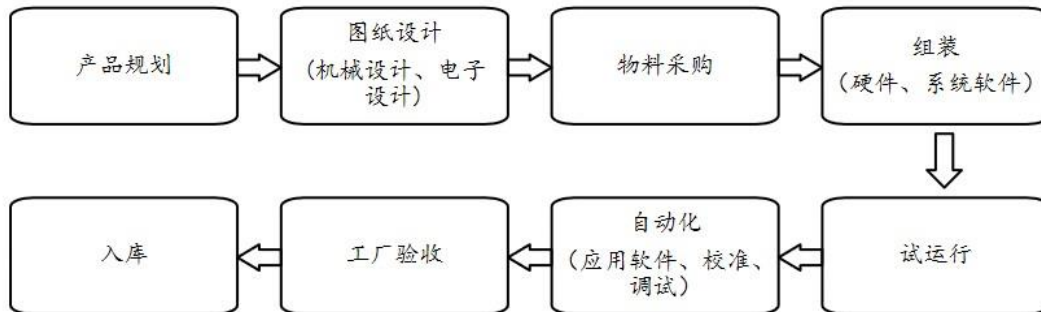 产品规划
图纸设计
(机械设计、电子
设计)
物料采购
组装
(硬件、系统软件)
入库
工厂验收
自动化
(应用软件、校准、
调试)
试运行